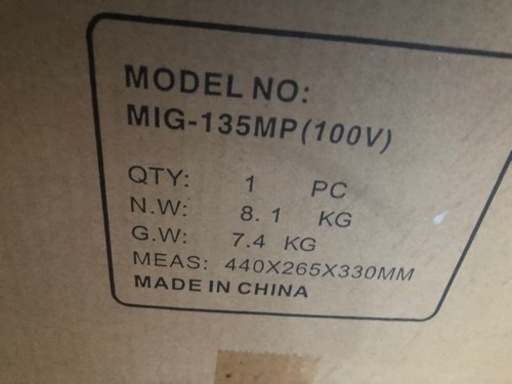 MODEL NO:
MIG-135MP(100V)
QTY: 1 PC
N.W: 8. 1 KG
G.W: 7.4 KG
MEAS: 440X265X330MM
MADE IN CHINA